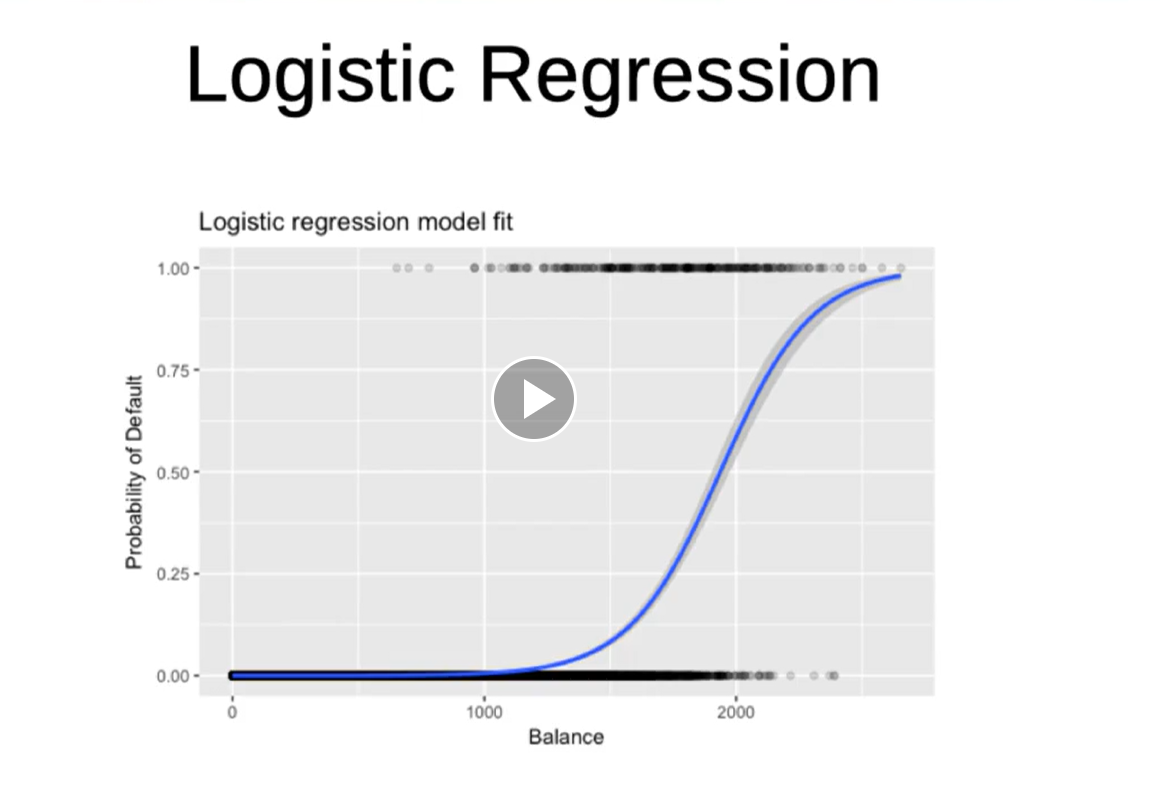 Logistic Regression
Logistic regression model fit
1.00
0.75
0.50
0.25
0.00
Probability of Default
0
1000
2000
Balance